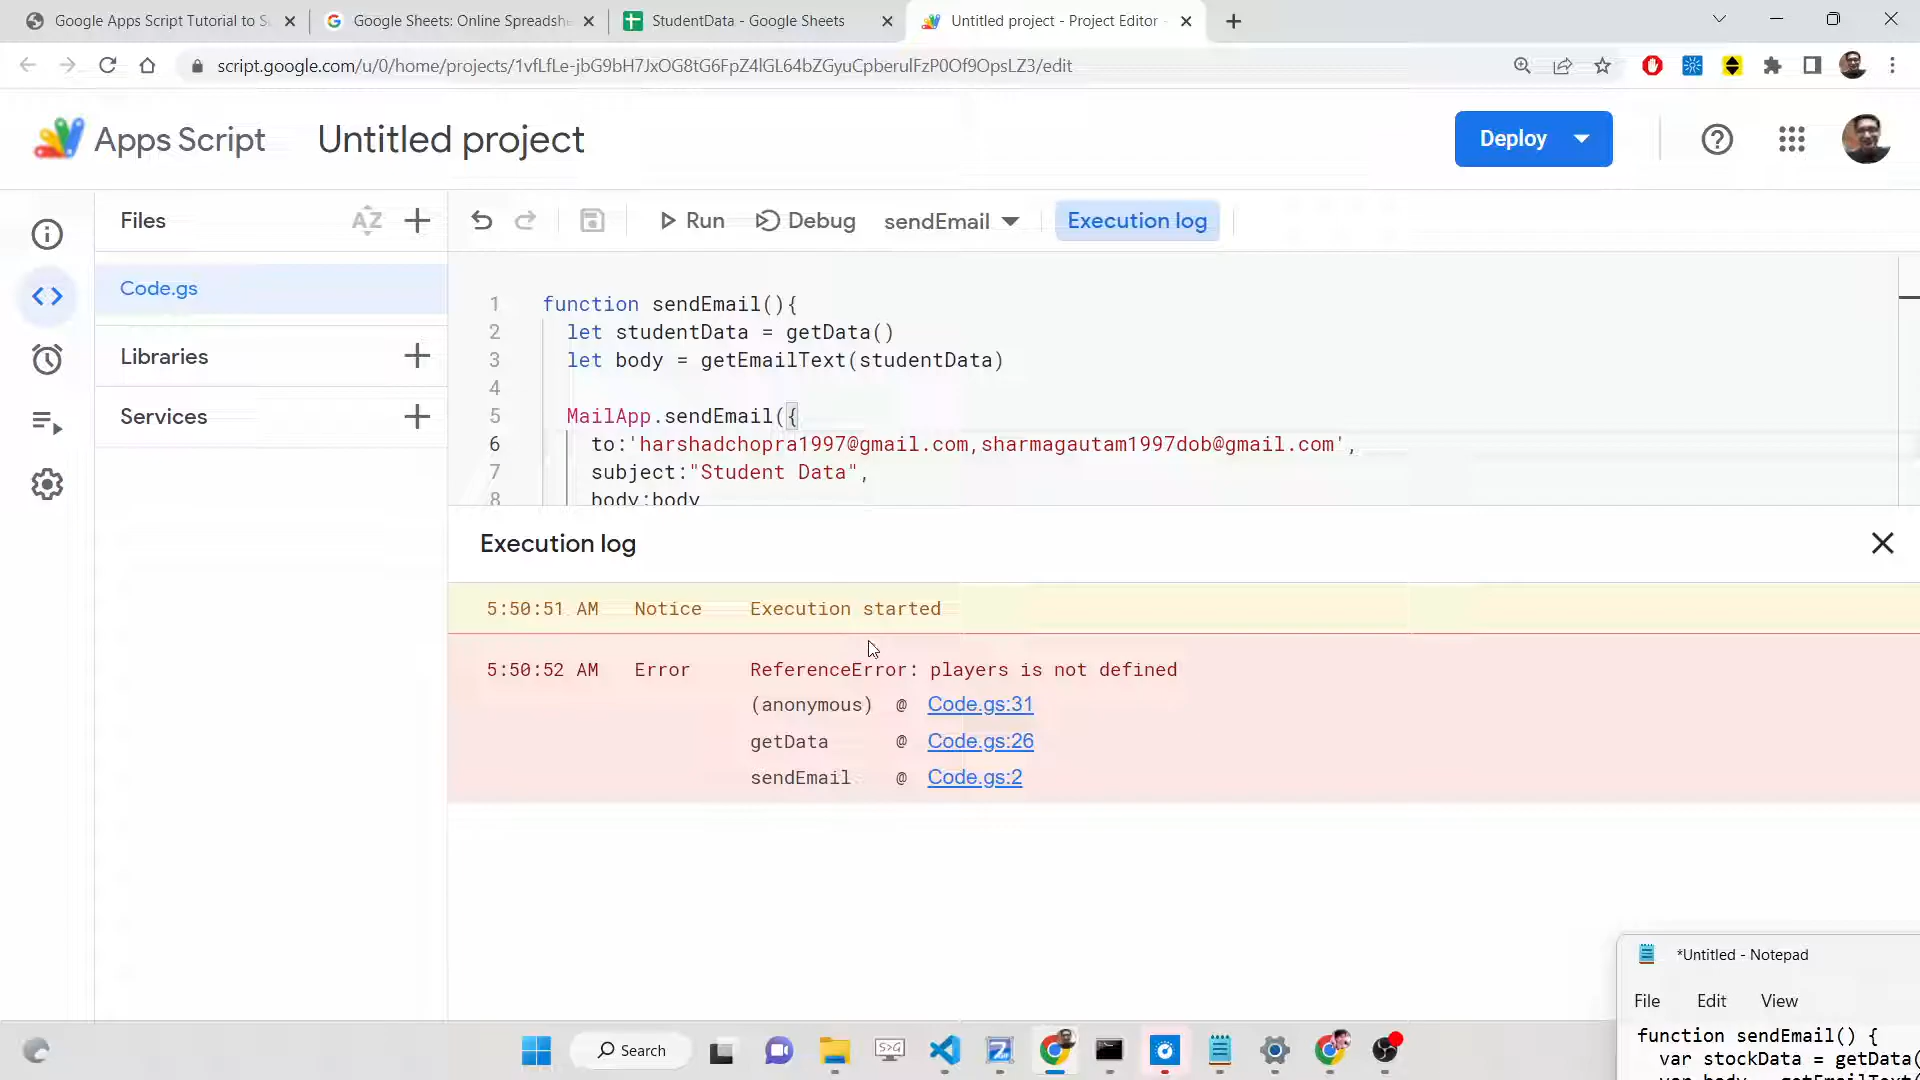 Google Apps Script Tutorial to S
Google Sheets: Online Spreadshe
StudentData - Google Sheets
Untitled project - Project Editor -
script.google.com/u/0/home/projects/1vfLfLe-jbG9bH7JxOG8tG6FpZ4lGL64bZGyuCpberulFzP0Of9OpsLZ3/edit
Apps Script
Untitled project
Deploy
Files
AZ
Run
Debug
sendEmail
Execution log
Code.gs
Libraries
Services
1 function sendEmail(){
2 let studentData = getData()
3 let body = getEmailText(studentData)
4
5 MailApp.sendEmail({
6 to:'harshadchopra1997@gmail.com,sharmagautam1997dob@gmail.com',
7 subject:"Student Data",
8 body:body
Execution log
5:50:51 AM Notice Execution started
5:50:52 AM Error ReferenceError: players is not defined
(anonymous) @ Code.gs:31
getData @ Code.gs:26
sendEmail @ Code.gs:2
*Untitled - Notepad
File Edit View
function sendEmail() {
var stockData = getData(
Search